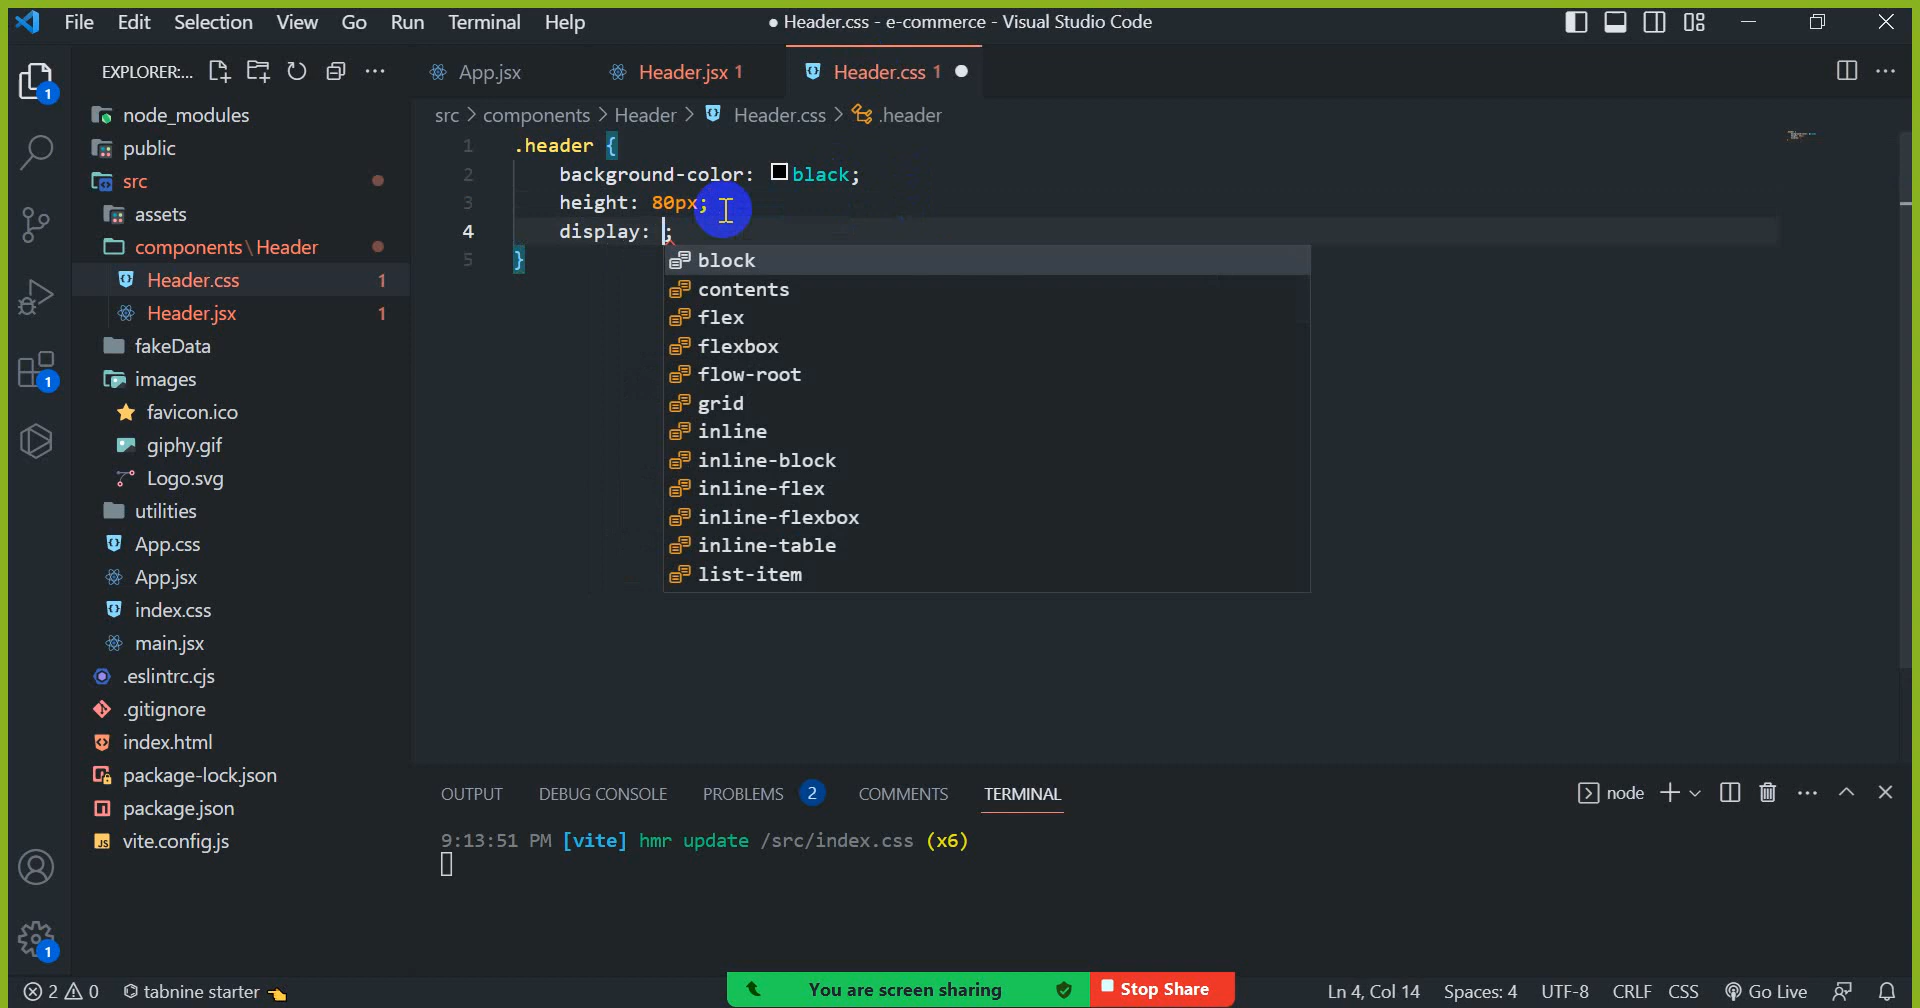 File Edit Selection View Go Run Terminal Help
● Header.css - e-commerce - Visual Studio Code
EXPLORER:...
App.jsx
Header.jsx 1
Header.css 1
src > components > Header > Header.css > .header
1
node_modules
public
src
assets
components\Header
Header.css 1
Header.jsx 1
fakeData
images
favicon.ico
giphy.gif
Logo.svg
utilities
App.css
App.jsx
index.css
main.jsx
.eslintrc.cjs
.gitignore
index.html
package-lock.json
package.json
vite.config.js
1
1
1 .header {
2 background-color: black;
3 height: 80px;
4 display: ;
5 }
block
contents
flex
flexbox
flow-root
grid
inline
inline-block
inline-flex
inline-flexbox
inline-table
list-item
OUTPUT DEBUG CONSOLE PROBLEMS 2 COMMENTS TERMINAL
node
9:13:51 PM [vite] hmr update /src/index.css (x6)
2 0 tabnine starter
You are screen sharing
Stop Share
Ln 4, Col 14 Spaces: 4 UTF-8 CRLF CSS Go Live